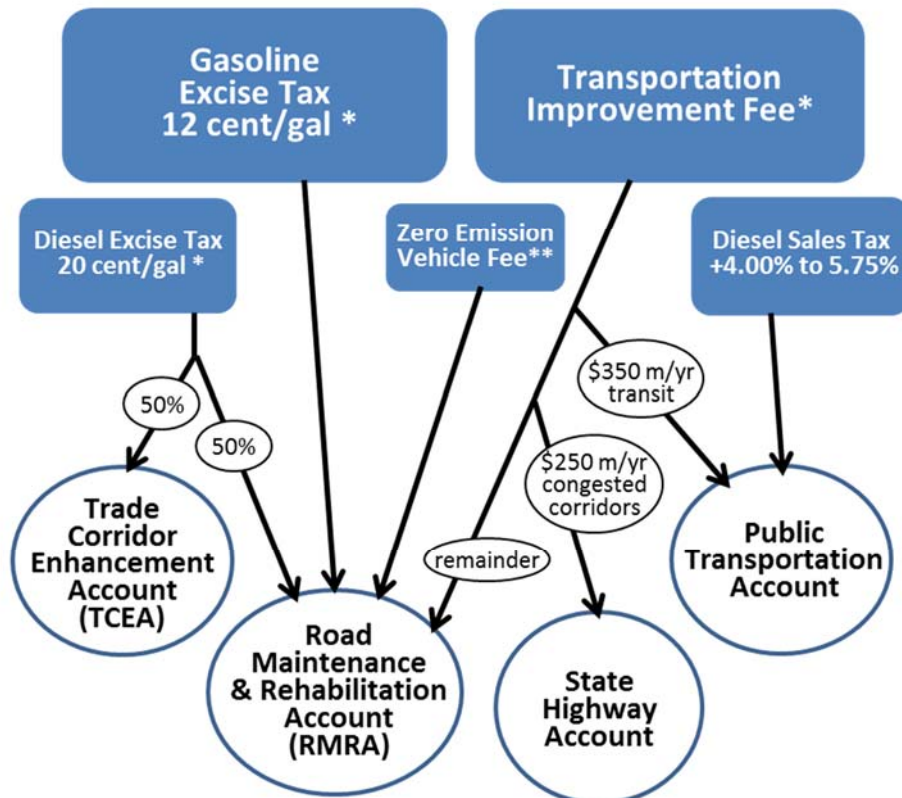 Gasoline
Excise Tax
12 cent/gal *
Transportation
Improvement Fee*
Diesel Excise Tax
20 cent/gal *
Zero Emission
Vehicle Fee**
Diesel Sales Tax
+4.00% to 5.75%
50%
50%
$350 m/yr
transit
$250 m/yr
congested
corridors
remainder
Trade
Corridor
Enhancement
Account
(TCEA)
Road
Maintenance
& Rehabilitation
Account
(RMRA)
State
Highway
Account
Public
Transportation
Account